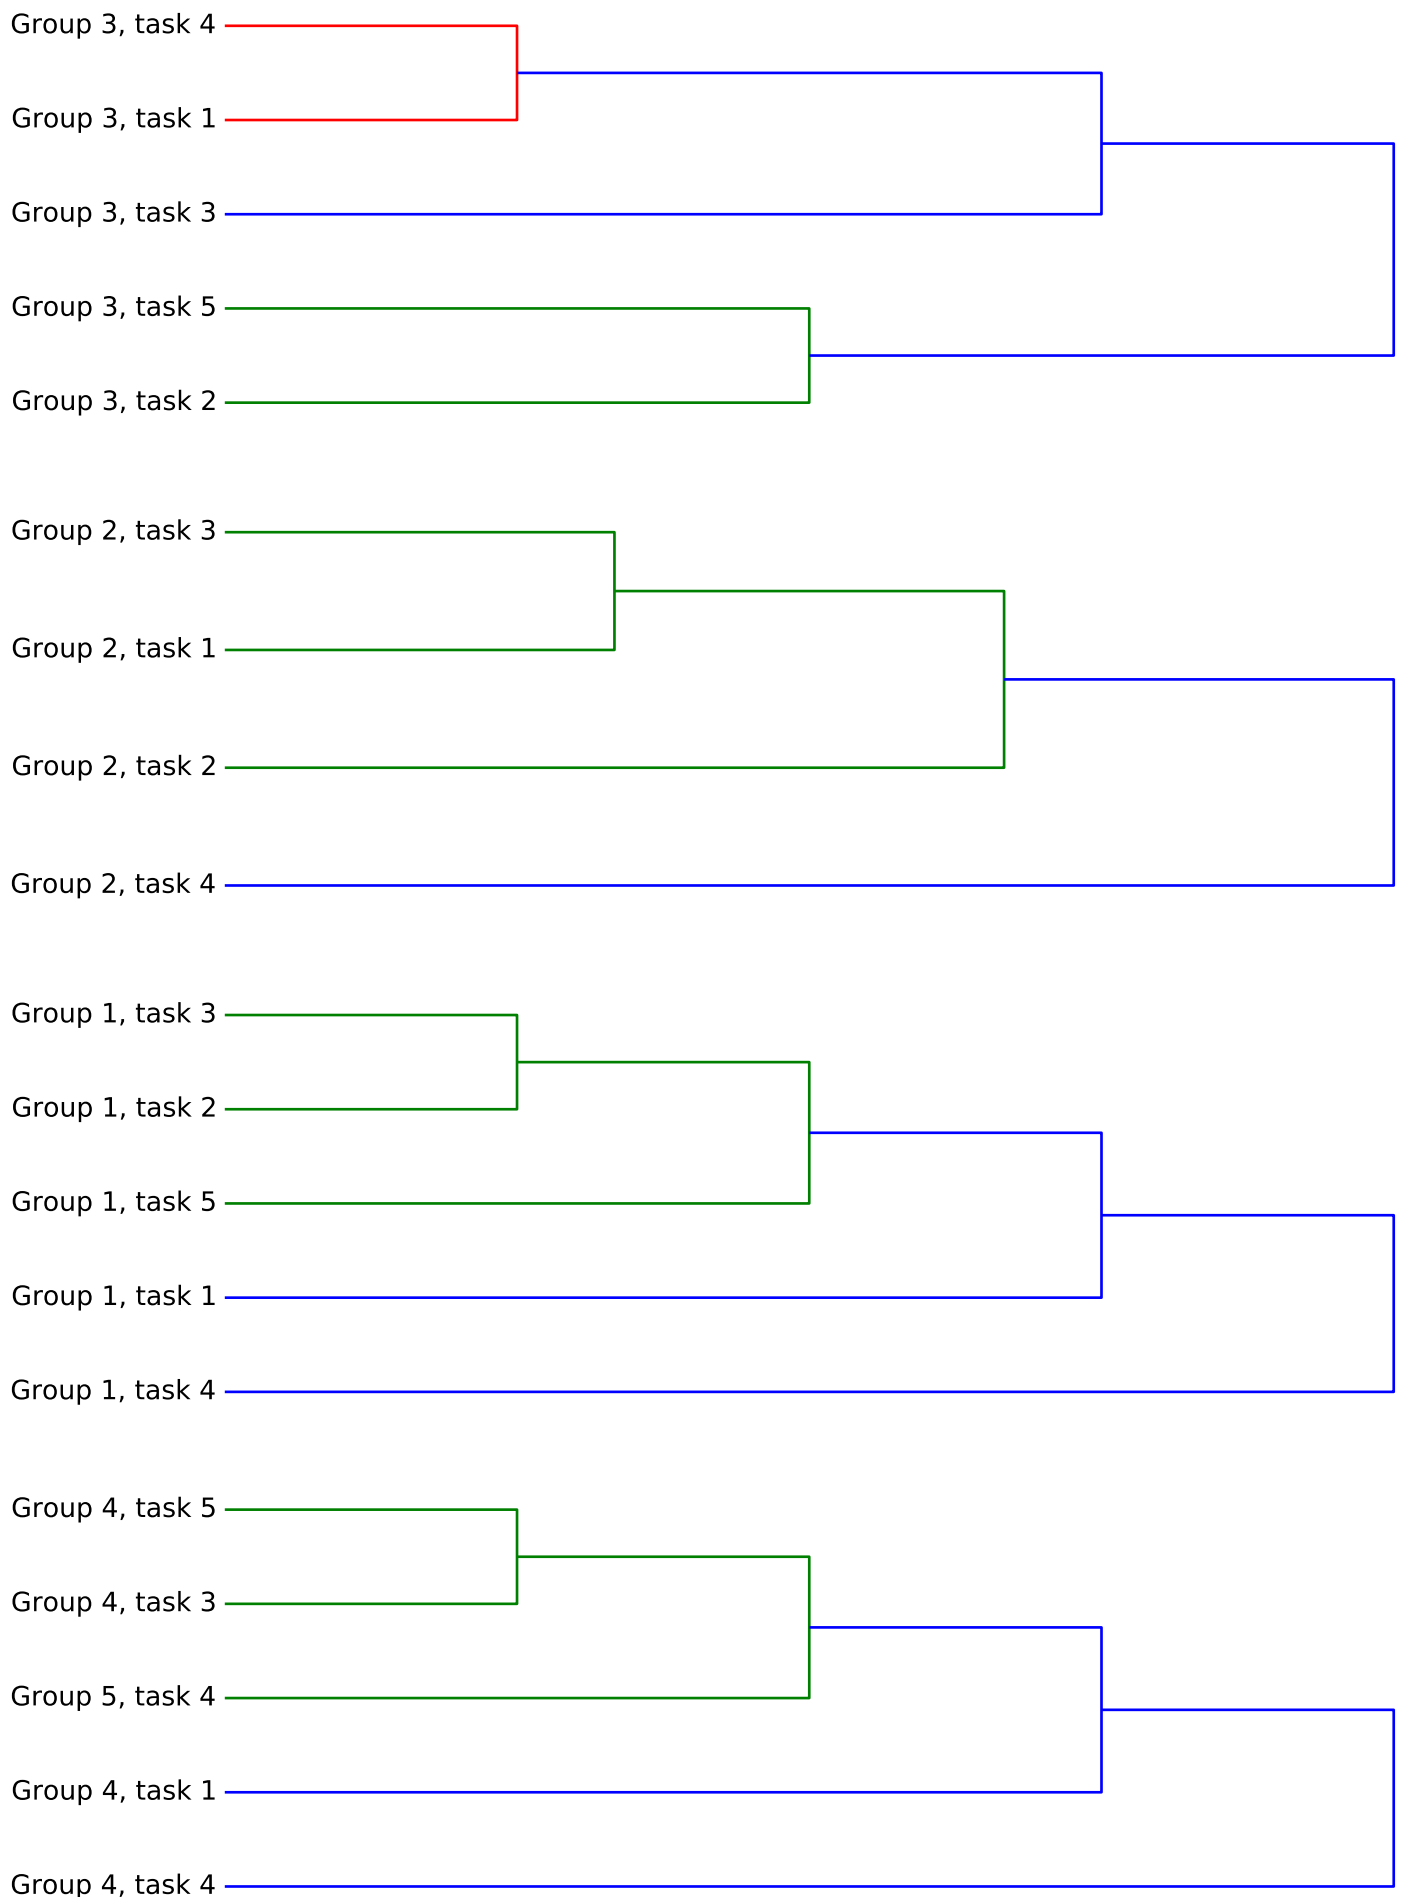 Group 3, task 4
Group 3, task 1
Group 3, task 3
Group 3, task 5
Group 3, task 2
Group 2, task 3
Group 2, task 1
Group 2, task 2
Group 2, task 4
Group 1, task 3
Group 1, task 2
Group 1, task 5
Group 1, task 1
Group 1, task 4
Group 4, task 5
Group 4, task 3
Group 5, task 4
Group 4, task 1
Group 4, task 4